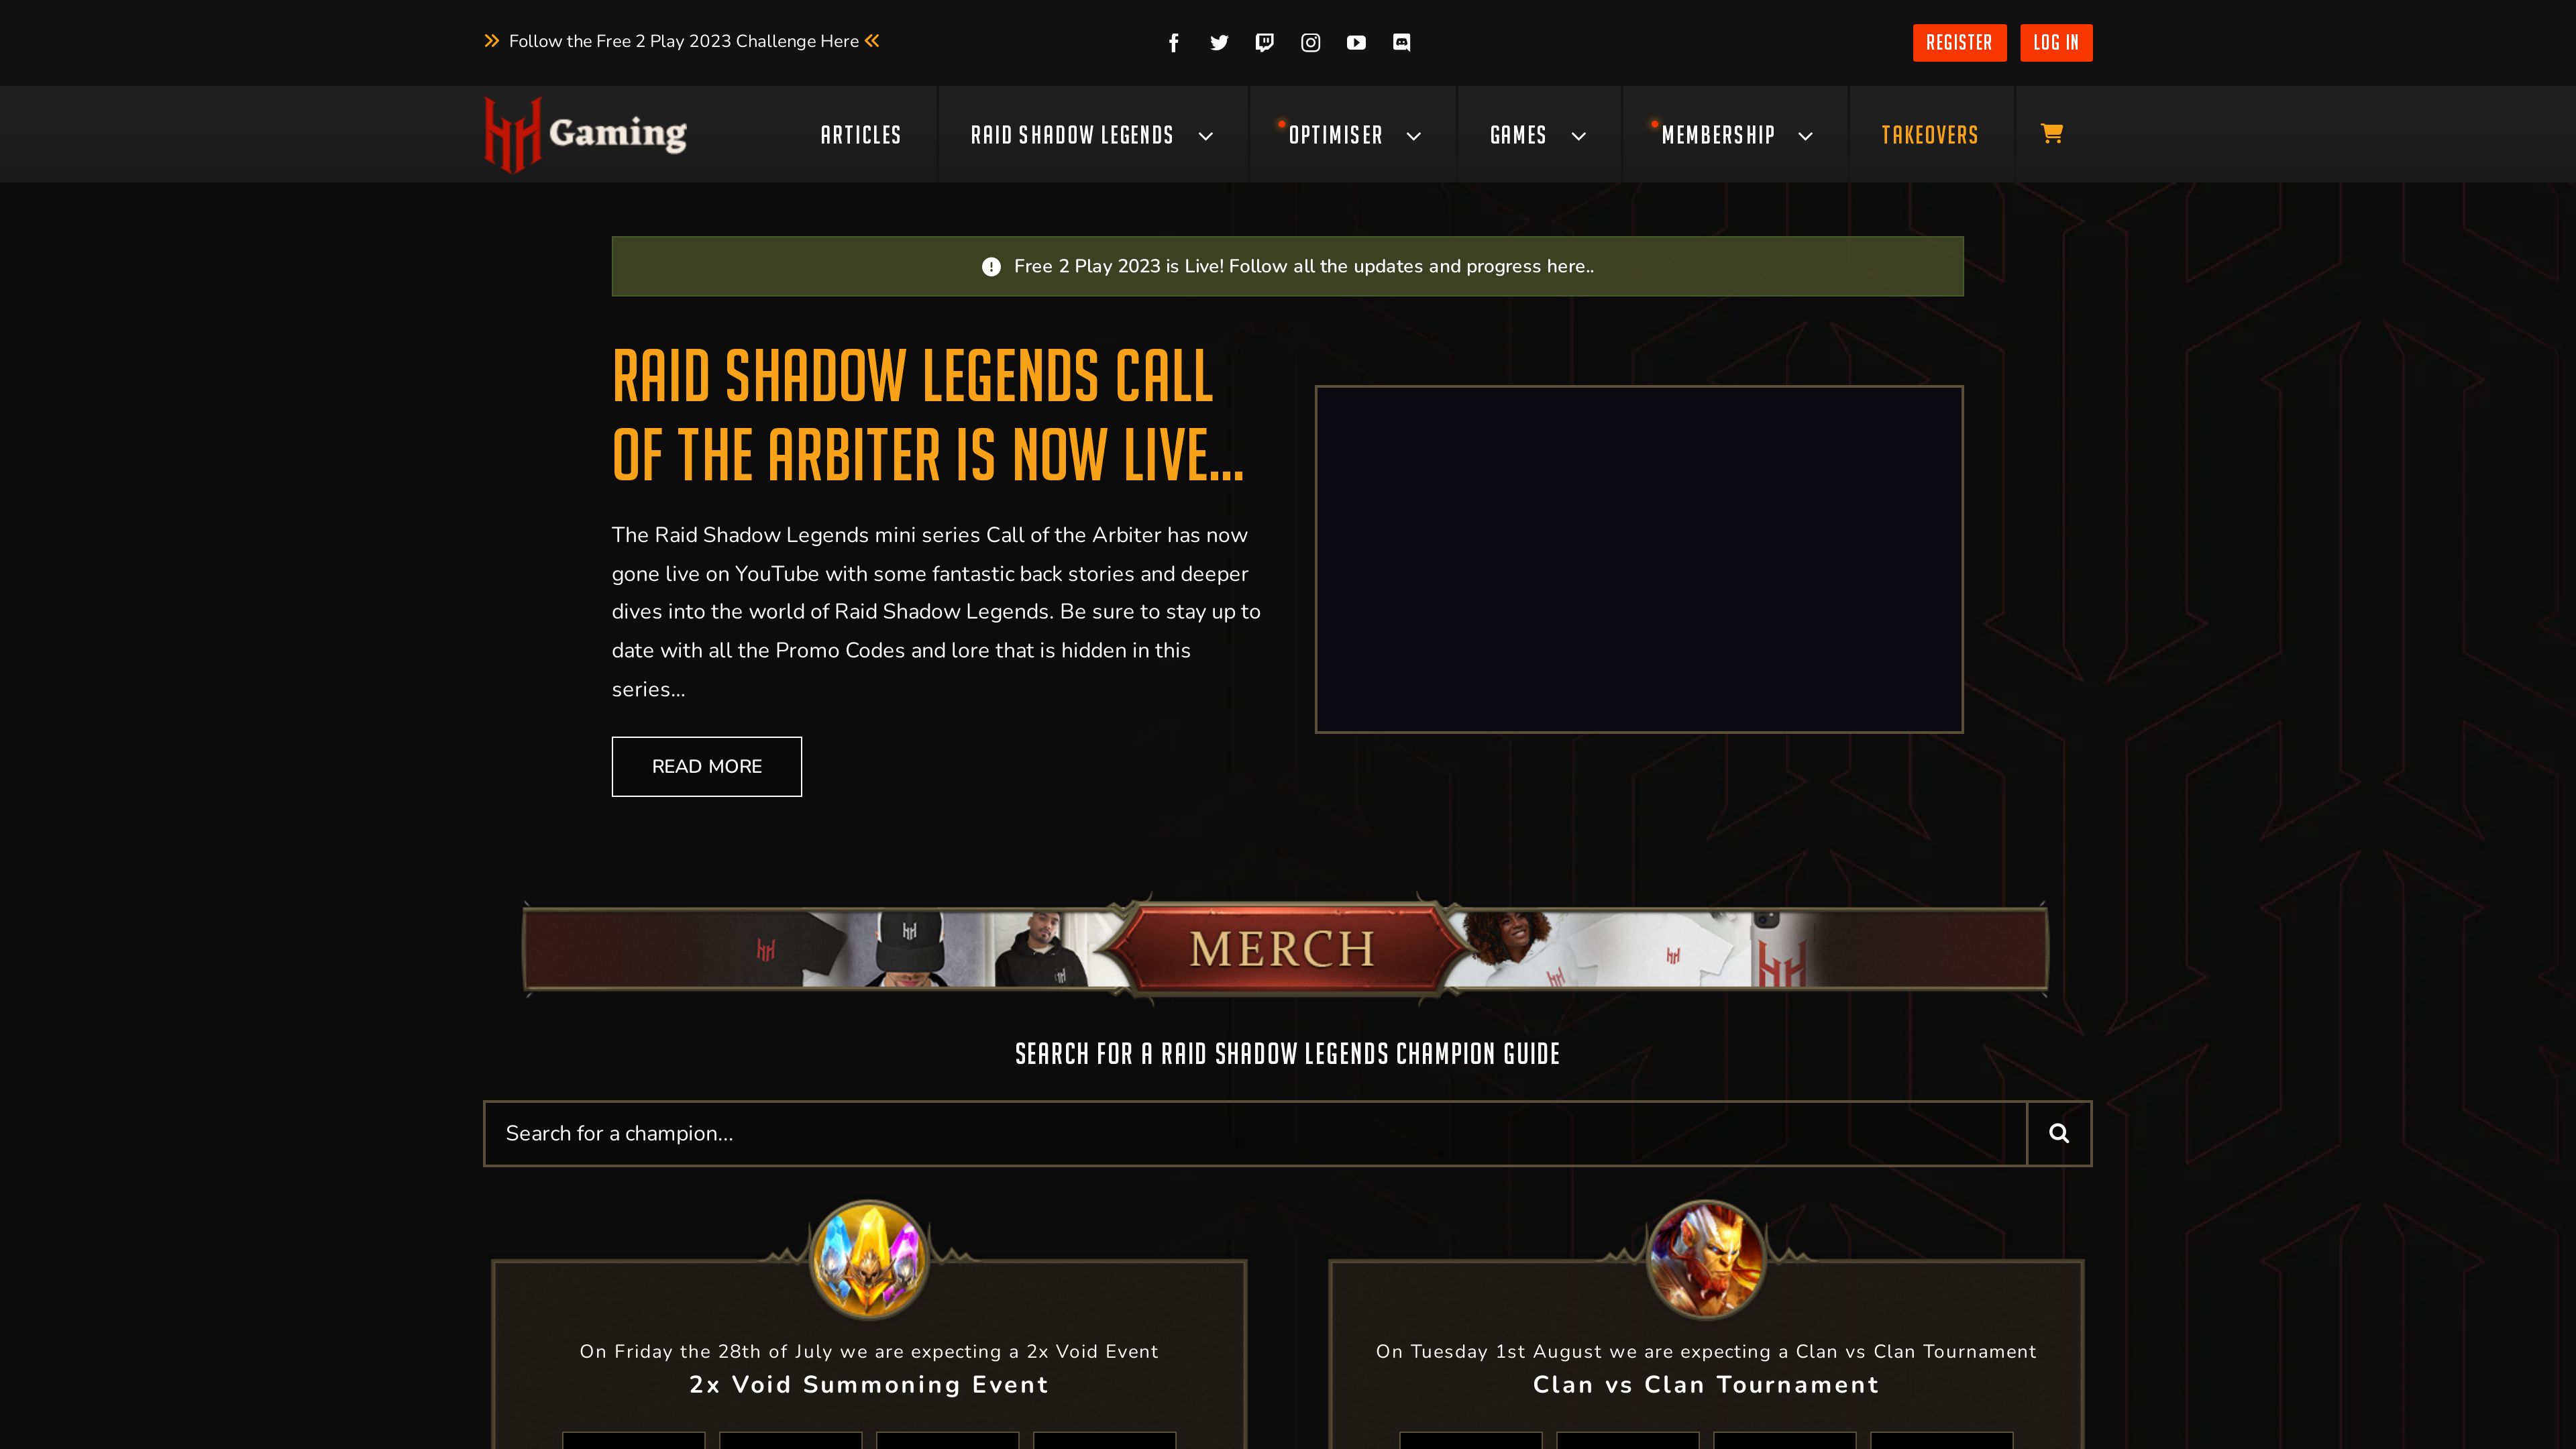 Follow the Free 2 Play 2023 Challenge Here
REGISTER
LOG IN
Gaming
ARTICLES
RAID SHADOW LEGENDS
OPTIMISER
GAMES
MEMBERSHIP
TAKEOVERS
Free 2 Play 2023 is Live! Follow all the updates and progress here..
RAID SHADOW LEGENDS CALL
OF THE ARBITER IS NOW LIVE...
The Raid Shadow Legends mini series Call of the Arbiter has now
gone live on YouTube with some fantastic back stories and deeper
dives into the world of Raid Shadow Legends. Be sure to stay up to
date with all the Promo Codes and lore that is hidden in this
series...
READ MORE
MERCH
SEARCH FOR A RAID SHADOW LEGENDS CHAMPION GUIDE
Search for a champion...
On Friday the 28th of July we are expecting a 2x Void Event
2x Void Summoning Event
On Tuesday 1st August we are expecting a Clan vs Clan Tournament
Clan vs Clan Tournament